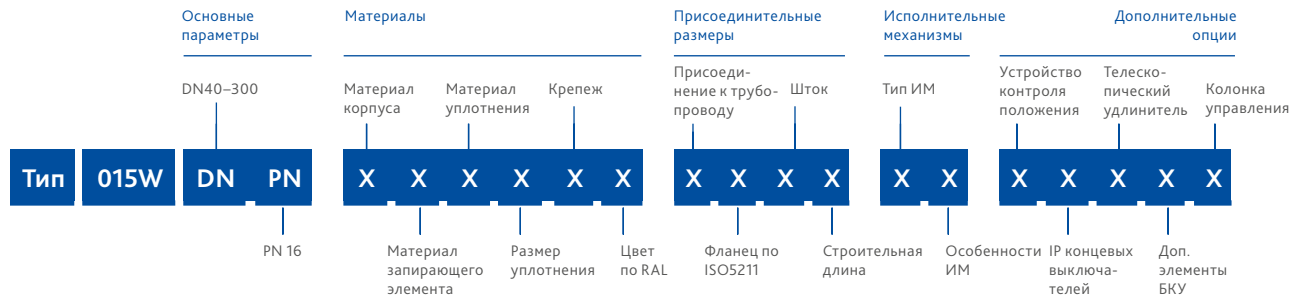 Основные
параметры
Материалы
Присоединительные
размеры
Исполнительные
механизмы
Дополнительные
опции
DN40–300
Материал
корпуса
Материал
уплотнения
Крепеж
Присоеди-
нение к трубо-
проводу
Шток
Тип ИМ
Устройство
контроля
положения
Телеско-
пический
удлинитель
Колонка
управления
Тип 015W DN PN X X X X X X X X X X X X X X X X X
PN 16
Материал
запирающего
элемента
Размер
уплотнения
Цвет
по RAL
Фланец по
ISO5211
Строительная
длина
Особенности
ИМ
IP концевых
выключа-
телей
Доп.
элементы
БКУ